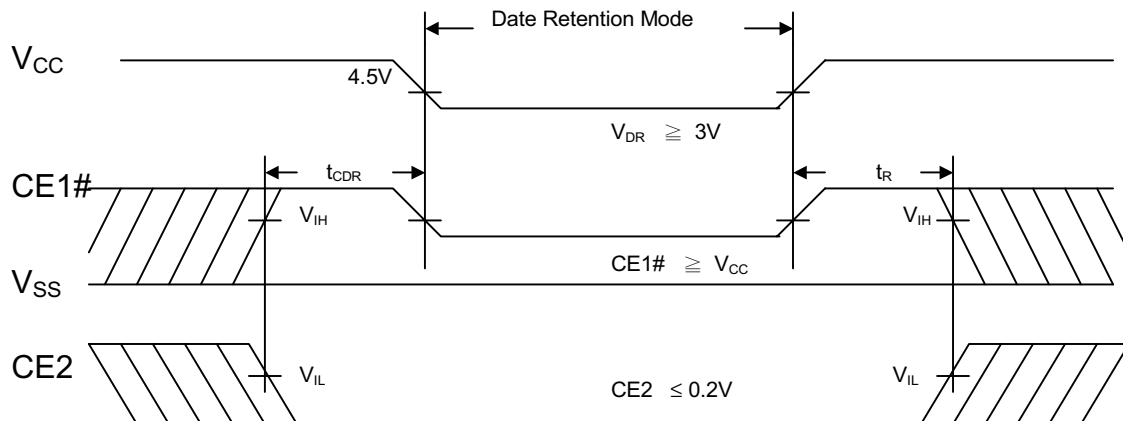 Date Retention Mode
VCC
4.5V
VDR ≧ 3V
tCDR
tR
CE1#
VIH
VIH
CE1# ≧ VCC
VSS
CE2
VIL
CE2 ≤ 0.2V
VIL